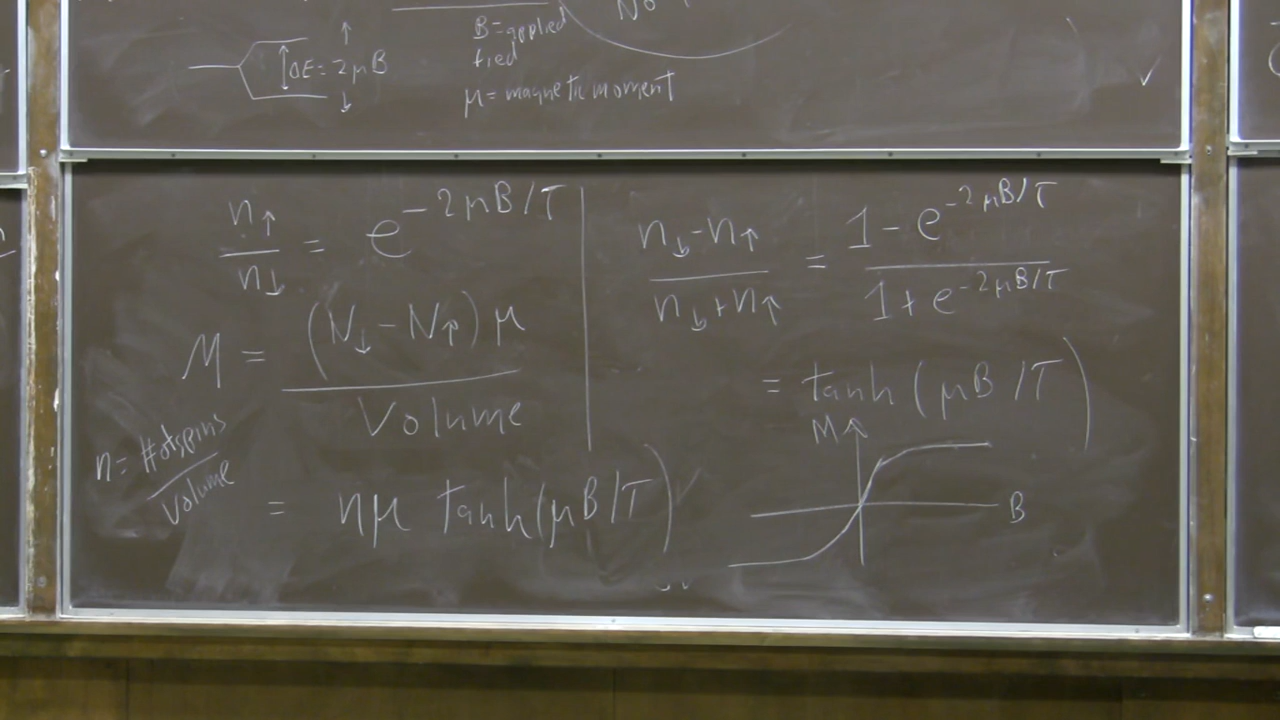 B = applied
field
ΔE = 2μB
μ = magnetic moment
n↑ / n↓ = e^(-2μB/T)
M = (N↓ - N↑) μ / Volume
n = # of spins / volume
= nμ tanh(μB/T)
(n↓ - n↑) / (n↓ + n↑) = (1 - e^(-2μB/T)) / (1 + e^(-2μB/T))
= tanh(μB/T)
M
B